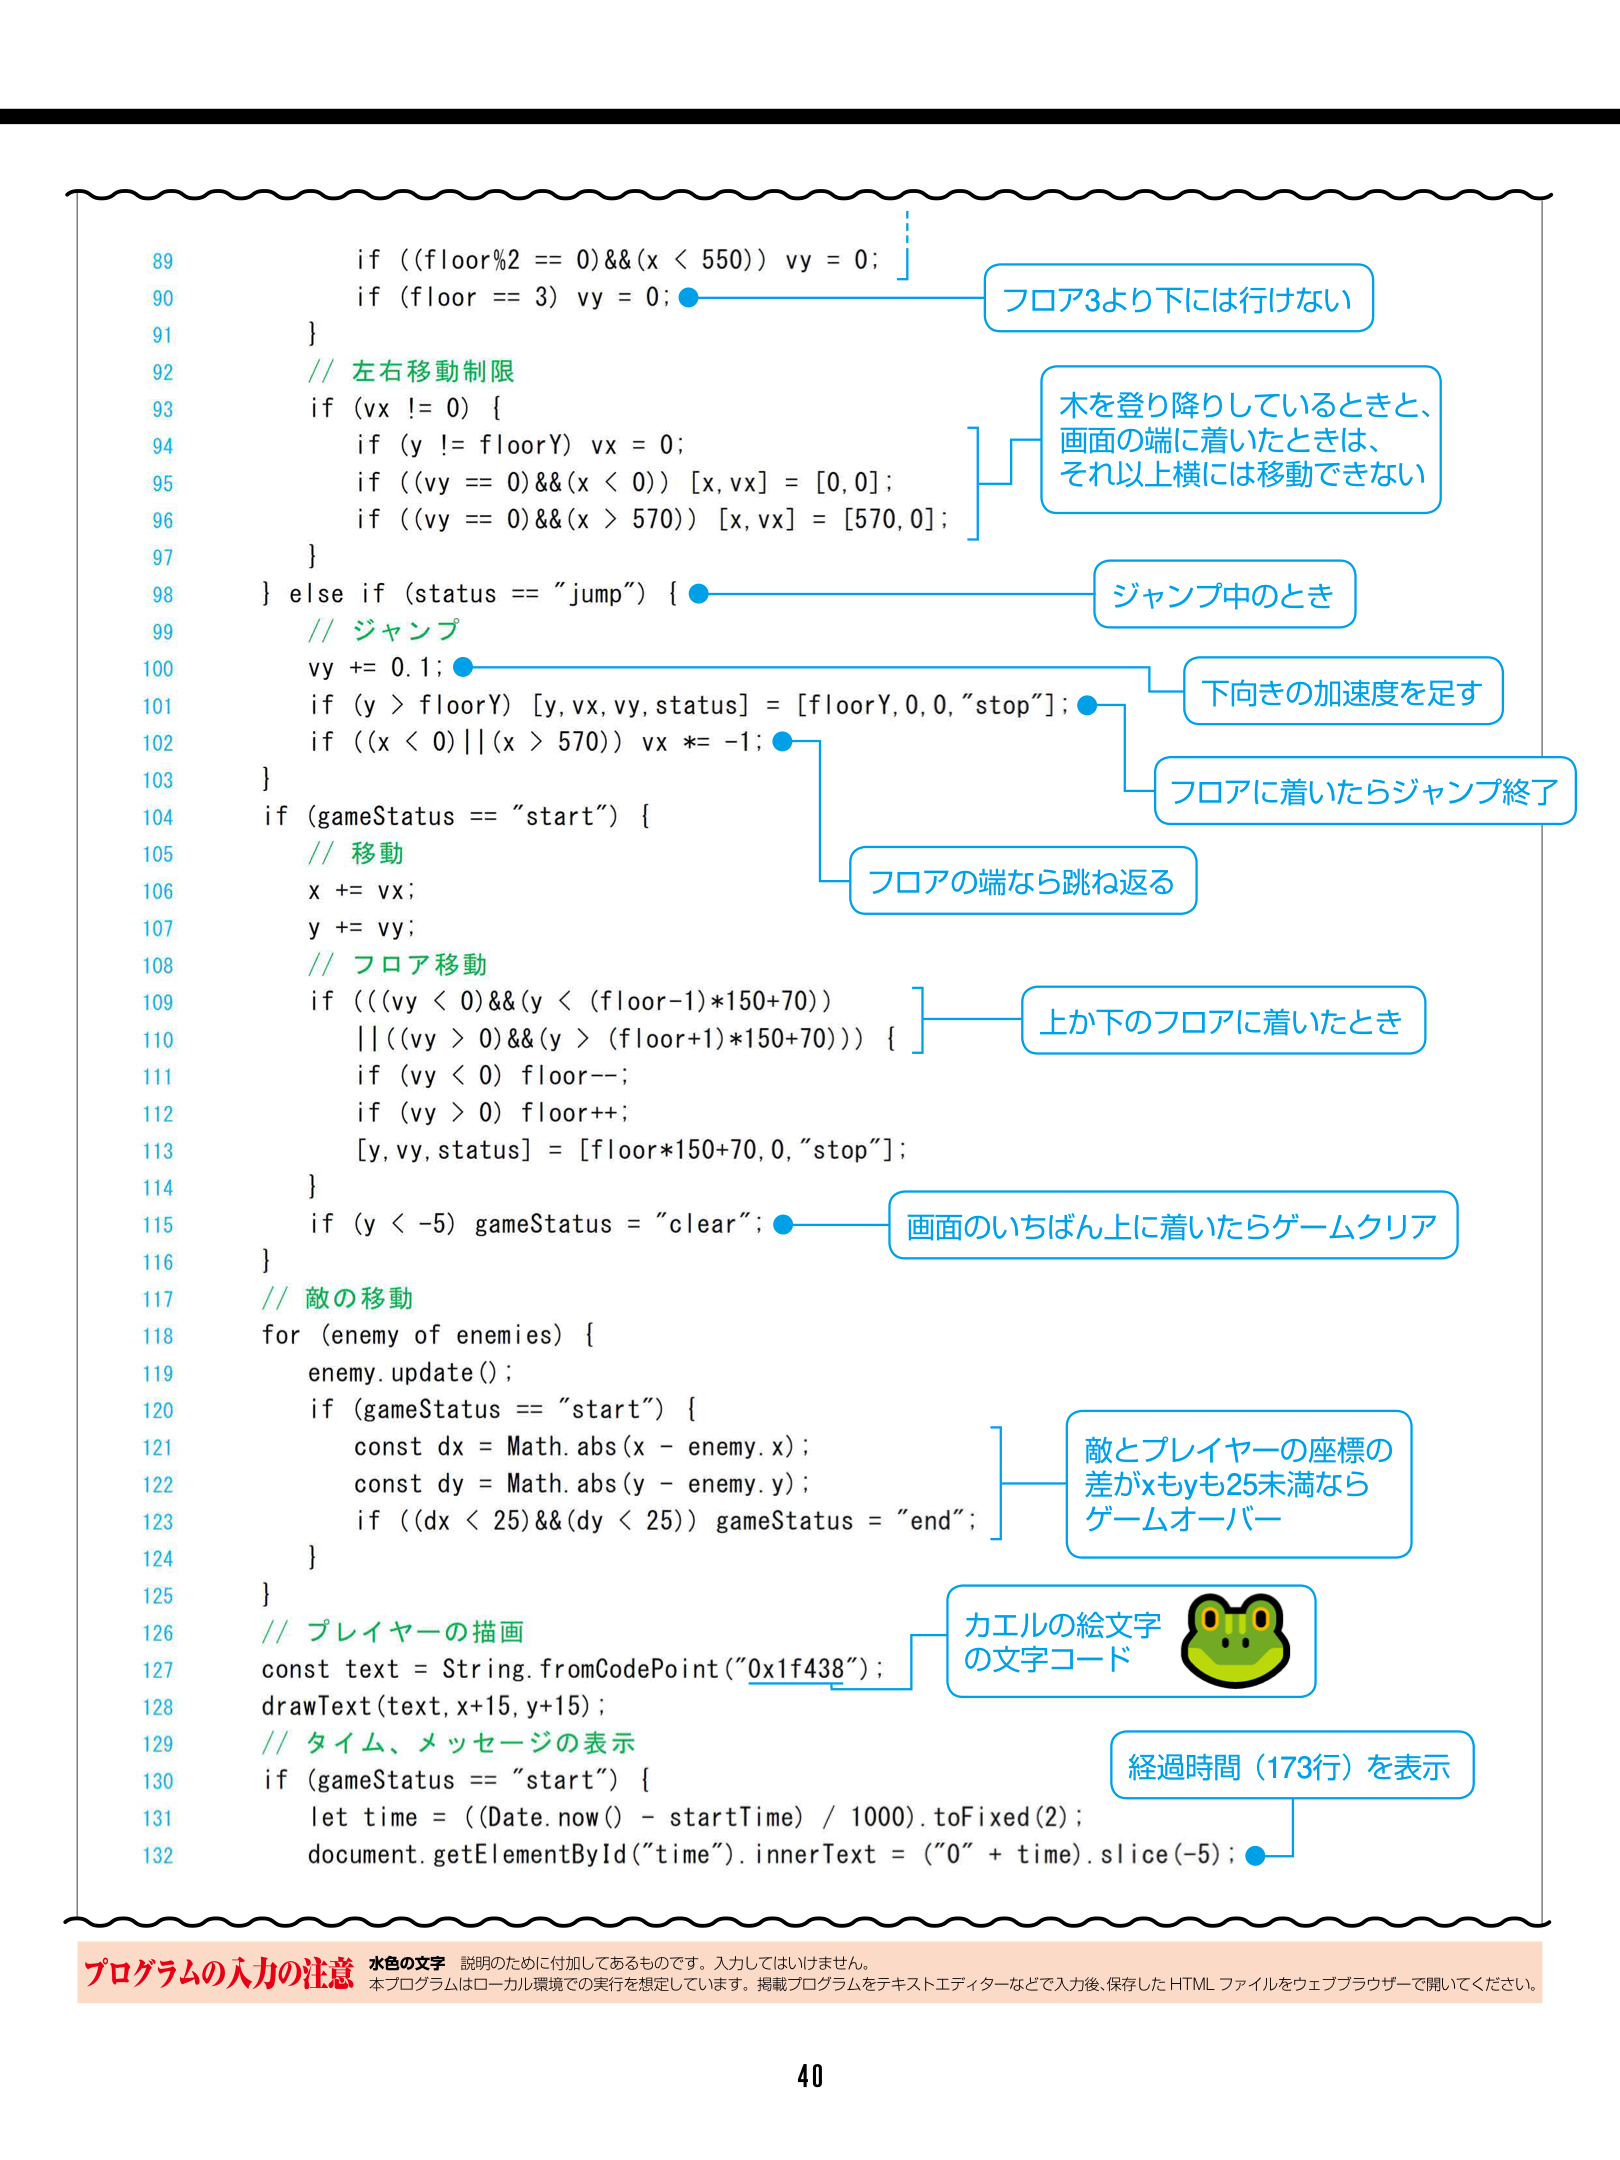 89 if ((floor%2 == 0)&&(x < 550)) vy = 0;
90 if (floor == 3) vy = 0;
フロア3より下には行けない
91 }
92 // 左右移動制限
93 if (vx != 0) {
94 if (y != floorY) vx = 0;
95 if ((vy == 0)&&(x < 0)) [x,vx] = [0,0];
96 if ((vy == 0)&&(x > 570)) [x,vx] = [570,0];
木を登り降りしているときと、
画面の端に着いたときは、
それ以上横には移動できない
97 }
98 } else if (status == "jump") {
ジャンプ中のとき
99 // ジャンプ
100 vy += 0.1;
下向きの加速度を足す
101 if (y > floorY) [y,vx,vy,status] = [floorY,0,0,"stop"];
フロアに着いたらジャンプ終了
102 if ((x < 0)||(x > 570)) vx *= -1;
フロアの端なら跳ね返る
103 }
104 if (gameStatus == "start") {
105 // 移動
106 x += vx;
107 y += vy;
108 // フロア移動
109 if (((vy < 0)&&(y < (floor-1)*150+70))
110 ||((vy > 0)&&(y > (floor+1)*150+70))) {
上か下のフロアに着いたとき
111 if (vy < 0) floor--;
112 if (vy > 0) floor++;
113 [y,vy,status] = [floor*150+70,0,"stop"];
114 }
115 if (y < -5) gameStatus = "clear";
画面のいちばん上に着いたらゲームクリア
116 }
117 // 敵の移動
118 for (enemy of enemies) {
119 enemy.update();
120 if (gameStatus == "start") {
121 const dx = Math.abs(x - enemy.x);
122 const dy = Math.abs(y - enemy.y);
123 if ((dx < 25)&&(dy < 25)) gameStatus = "end";
敵とプレイヤーの座標の
差がxもyも25未満なら
ゲームオーバー
124 }
125 }
126 // プレイヤーの描画
127 const text = String.fromCodePoint("0x1f438");
カエルの絵文字
の文字コード
128 drawText(text,x+15,y+15);
129 // タイム、メッセージの表示
130 if (gameStatus == "start") {
131 let time = ((Date.now() - startTime) / 1000).toFixed(2);
132 document.getElementById("time").innerText = ("0" + time).slice(-5);
経過時間（173行）を表示
プログラムの入力の注意
水色の文字 説明のために付加してあるものです。入力してはいけません。
本プログラムはローカル環境での実行を想定しています。掲載プログラムをテキストエディターなどで入力後、保存した HTML ファイルをウェブブラウザーで開いてください。
40